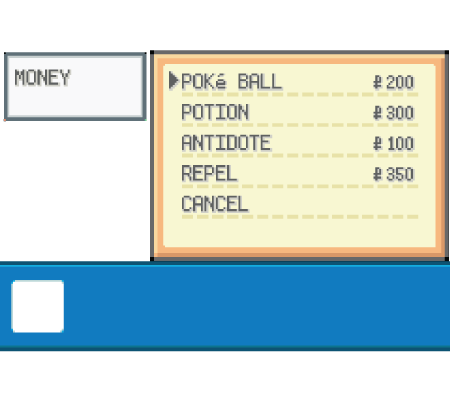 MONEY
POKé BALL ₽200
POTION ₽300
ANTIDOTE ₽100
REPEL ₽350
CANCEL